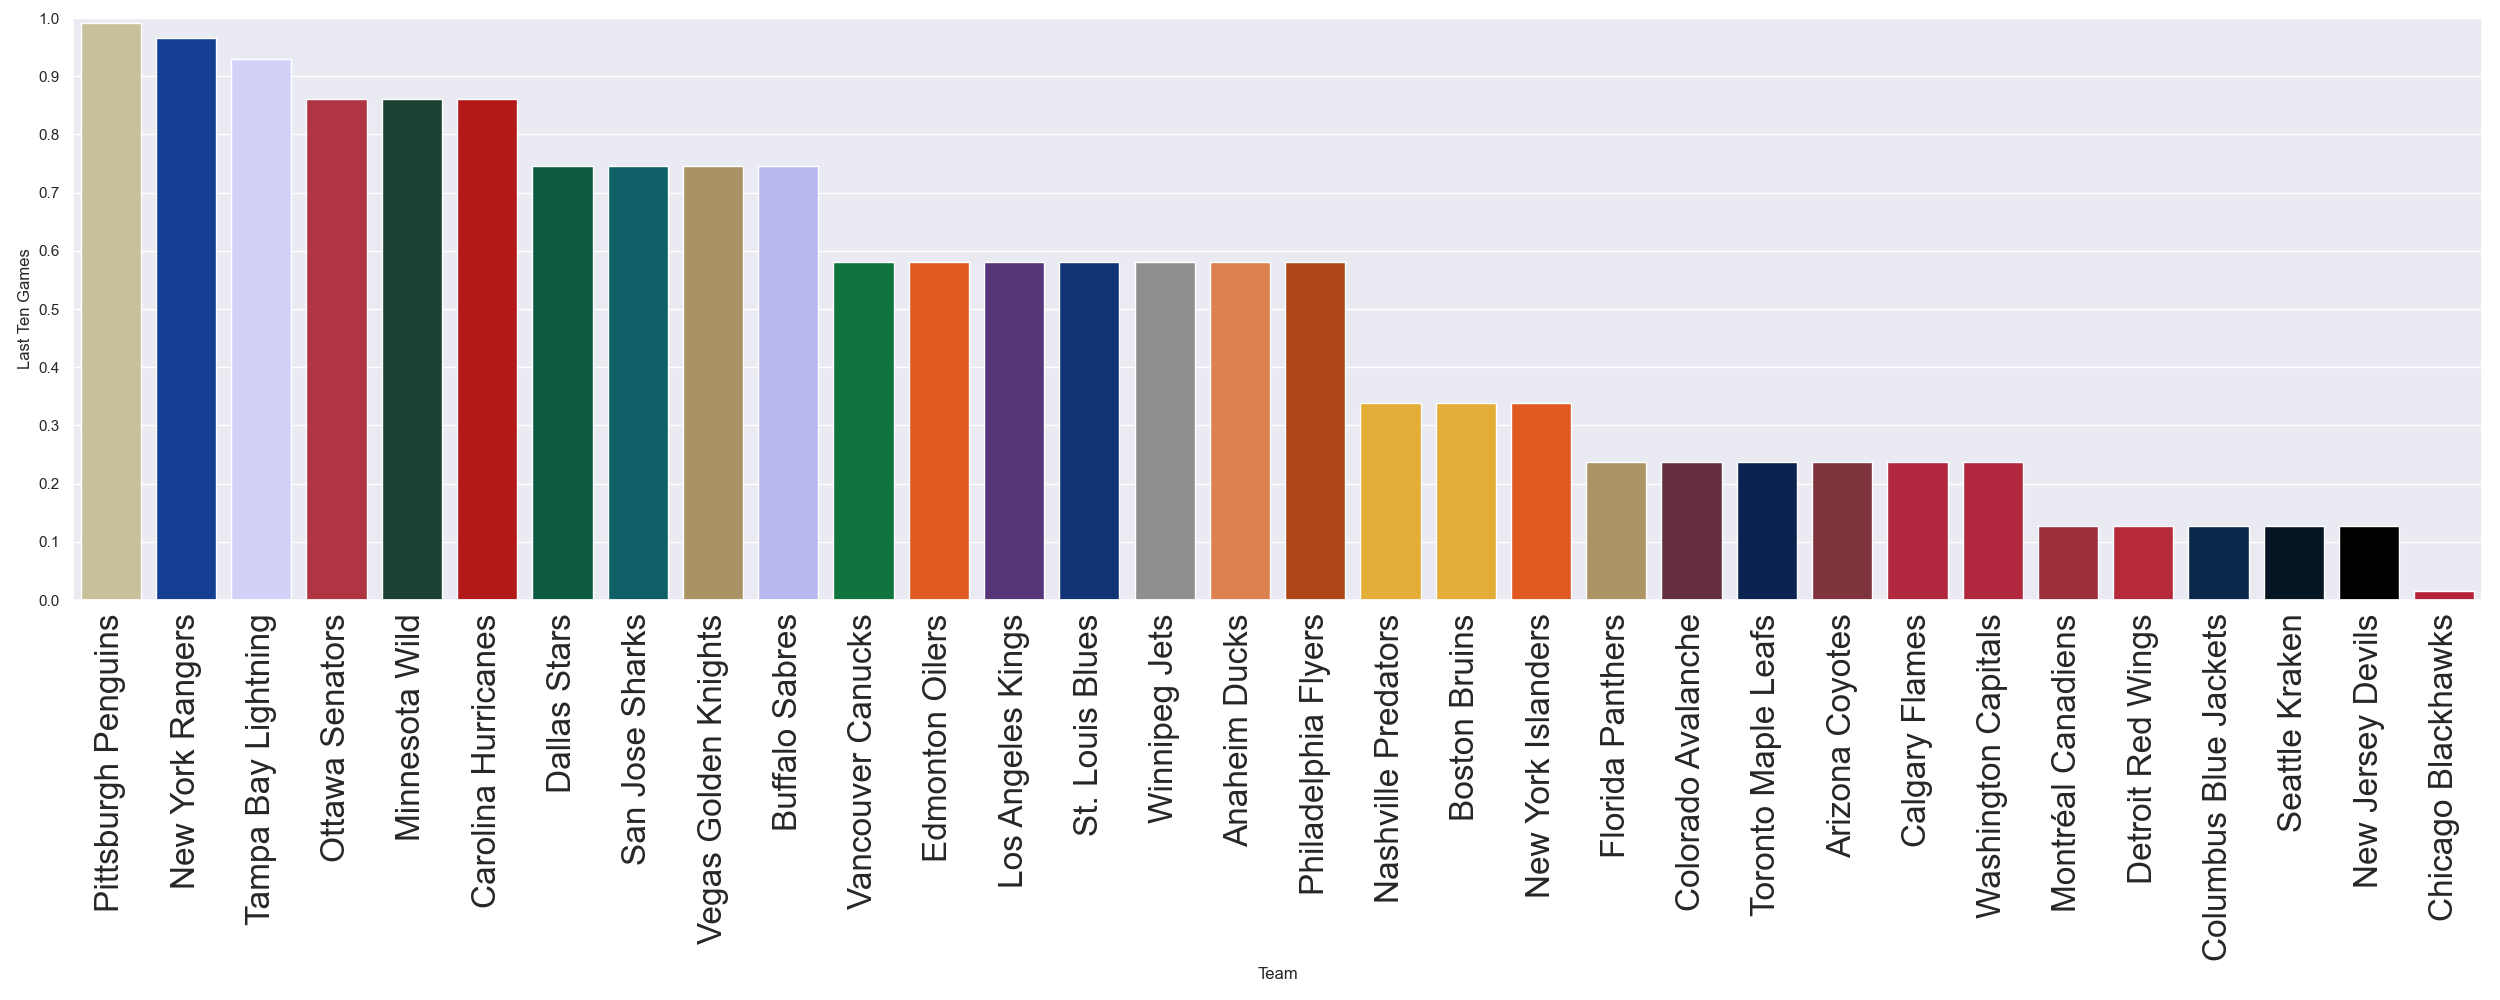 1.0
0.9
0.8
0.7
0.6
0.5
0.4
0.3
0.2
0.1
0.0
Last Ten Games
Pittsburgh Penguins
New York Rangers
Tampa Bay Lightning
Ottawa Senators
Minnesota Wild
Carolina Hurricanes
Dallas Stars
San Jose Sharks
Vegas Golden Knights
Buffalo Sabres
Vancouver Canucks
Edmonton Oilers
Los Angeles Kings
St. Louis Blues
Winnipeg Jets
Anaheim Ducks
Philadelphia Flyers
Nashville Predators
Boston Bruins
New York Islanders
Florida Panthers
Colorado Avalanche
Toronto Maple Leafs
Arizona Coyotes
Calgary Flames
Washington Capitals
Montréal Canadiens
Detroit Red Wings
Columbus Blue Jackets
Seattle Kraken
New Jersey Devils
Chicago Blackhawks
Team